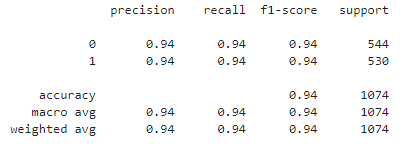 precision recall f1-score support
0 0.94 0.94 0.94 544
1 0.94 0.94 0.94 530
accuracy 0.94 1074
macro avg 0.94 0.94 0.94 1074
weighted avg 0.94 0.94 0.94 1074